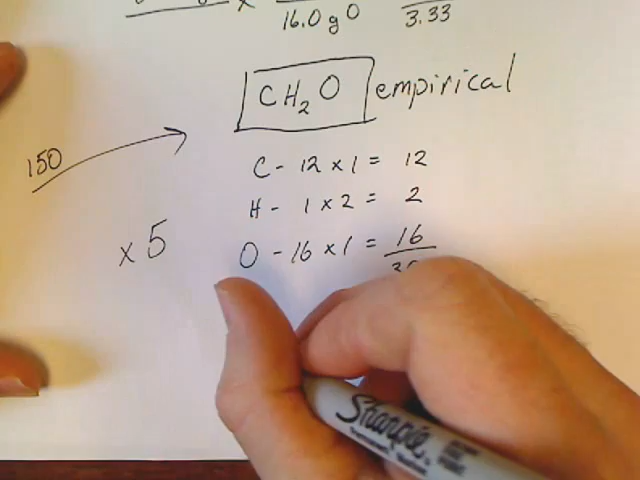 x 16.0 g O 3.33
CH2O empirical
150
C - 12 x 1 = 12
H - 1 x 2 = 2
x 5
O - 16 x 1 = 16
Sharpie